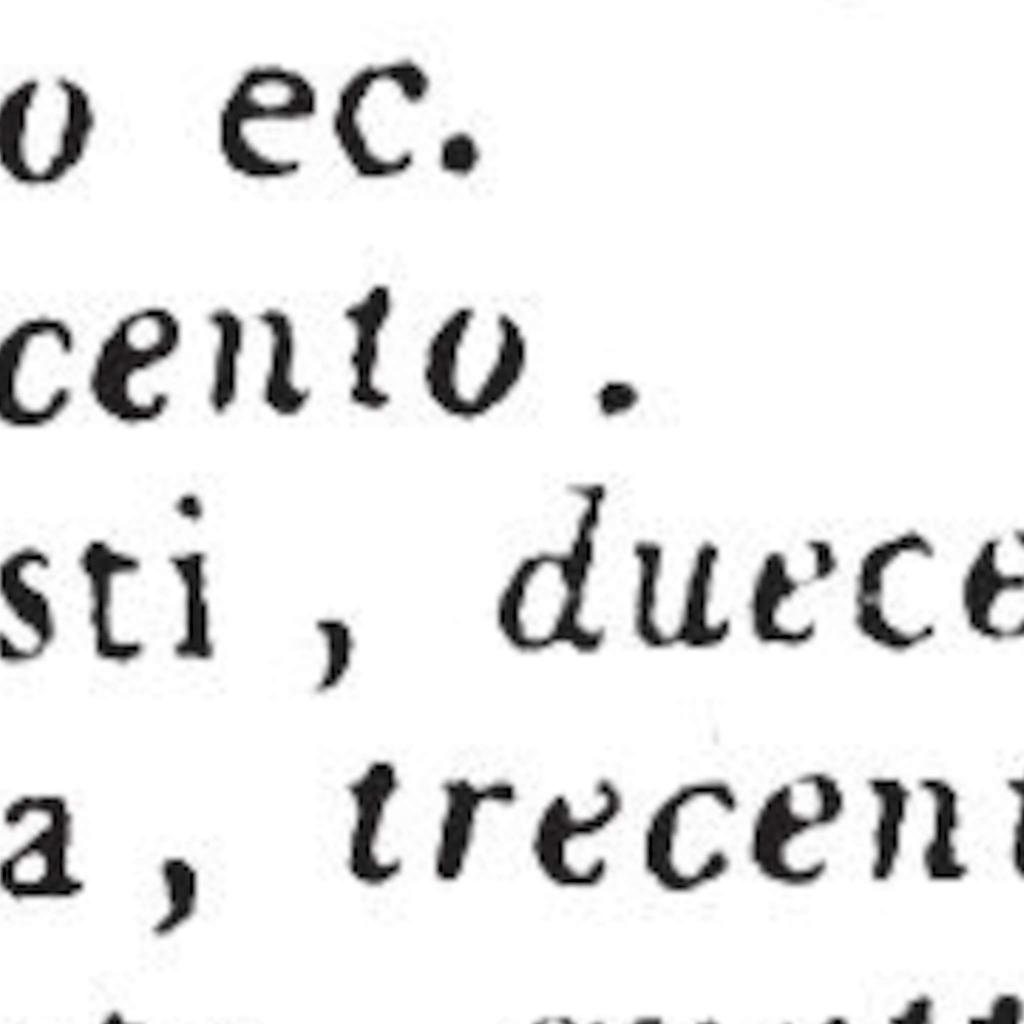 o ec.
cento .
sti , duece
a , trecen